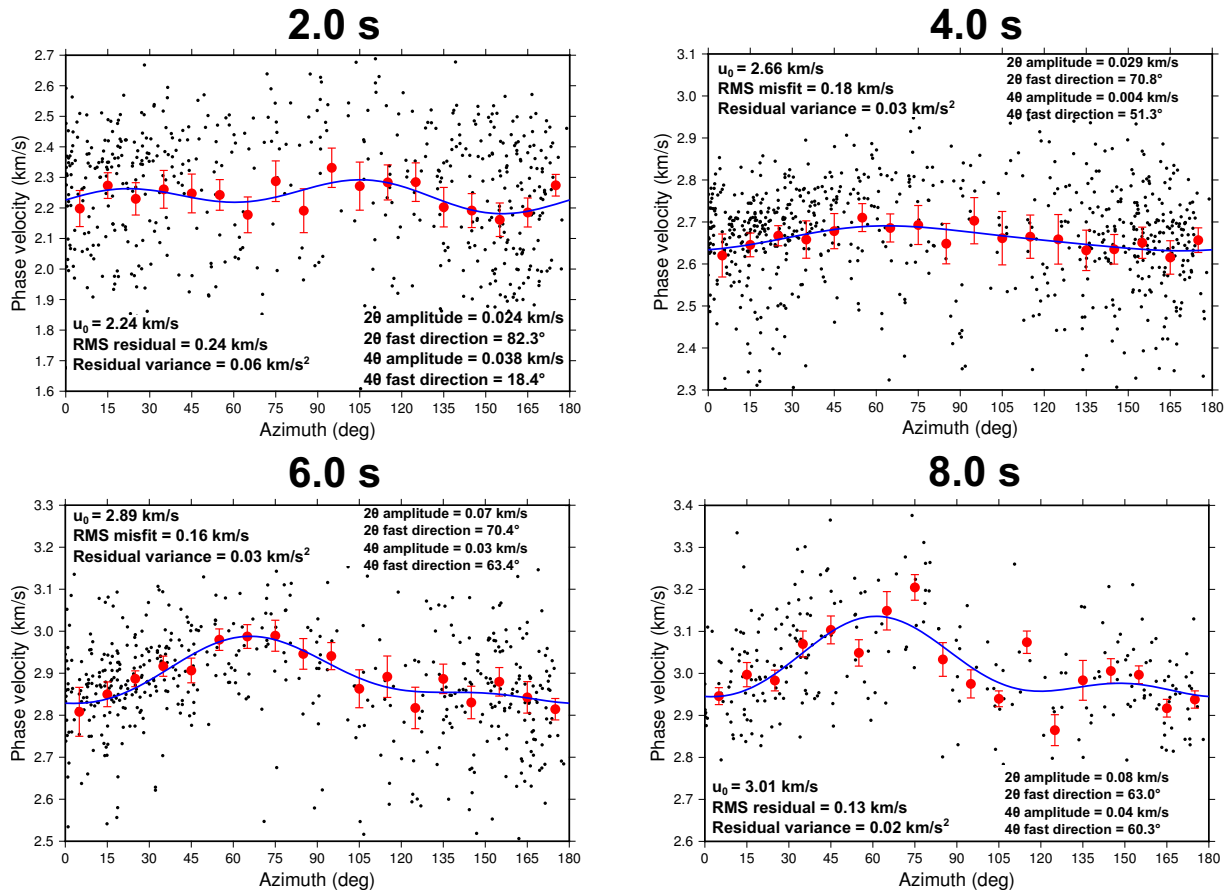 2.0 s
2.7
2.6
2.5
2.4
2.3
2.2
2.1
2.0
1.9
1.8
1.7
1.6
Phase velocity (km/s)
u0 = 2.24 km/s
RMS residual = 0.24 km/s
Residual variance = 0.06 km/s2
2θ amplitude = 0.024 km/s
2θ fast direction = 82.3°
4θ amplitude = 0.038 km/s
4θ fast direction = 18.4°
0 15 30 45 60 75 90 105 120 135 150 165 180
Azimuth (deg)
4.0 s
3.1
3.0
2.9
2.8
2.7
2.6
2.5
2.4
2.3
Phase velocity (km/s)
u0 = 2.66 km/s
RMS misfit = 0.18 km/s
Residual variance = 0.03 km/s2
2θ amplitude = 0.029 km/s
2θ fast direction = 70.8°
4θ amplitude = 0.004 km/s
4θ fast direction = 51.3°
0 15 30 45 60 75 90 105 120 135 150 165 180
Azimuth (deg)
6.0 s
3.3
3.2
3.1
3.0
2.9
2.8
2.7
2.6
2.5
Phase velocity (km/s)
u0 = 2.89 km/s
RMS misfit = 0.16 km/s
Residual variance = 0.03 km/s2
2θ amplitude = 0.07 km/s
2θ fast direction = 70.4°
4θ amplitude = 0.03 km/s
4θ fast direction = 63.4°
0 15 30 45 60 75 90 105 120 135 150 165 180
Azimuth (deg)
8.0 s
3.4
3.3
3.2
3.1
3.0
2.9
2.8
2.7
2.6
Phase velocity (km/s)
u0 = 3.01 km/s
RMS residual = 0.13 km/s
Residual variance = 0.02 km/s2
2θ amplitude = 0.08 km/s
2θ fast direction = 63.0°
4θ amplitude = 0.04 km/s
4θ fast direction = 60.3°
0 15 30 45 60 75 90 105 120 135 150 165 180
Azimuth (deg)